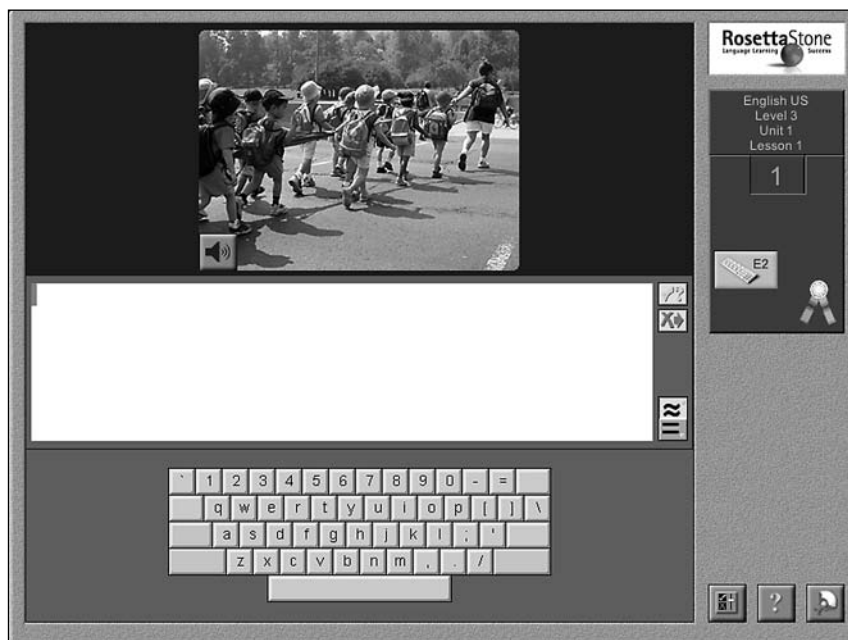 RosettaStone
Language Learning Success
English US
Level 3
Unit 1
Lesson 1
1
E2
✓?
X
≈
=
` 1 2 3 4 5 6 7 8 9 0 - =
q w e r t y u i o p [ ] \
a s d f g h j k l ; '
z x c v b n m , . /
?